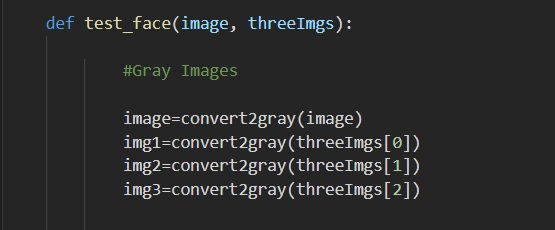 def test_face(image, threeImgs):
#Gray Images
image=convert2gray(image)
img1=convert2gray(threeImgs[0])
img2=convert2gray(threeImgs[1])
img3=convert2gray(threeImgs[2])